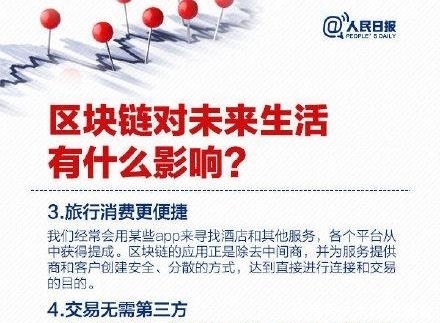 @人民日报
PEOPLE'S DAILY
区块链对未来生活
有什么影响?
3.旅行消费更便捷
我们经常会用某些app来寻找酒店和其他服务，各个平台从
中获得提成。区块链的应用正是除去中间商，并为服务提供
商和客户创建安全、分散的方式，达到直接进行连接和交易
的目的。
4.交易无需第三方